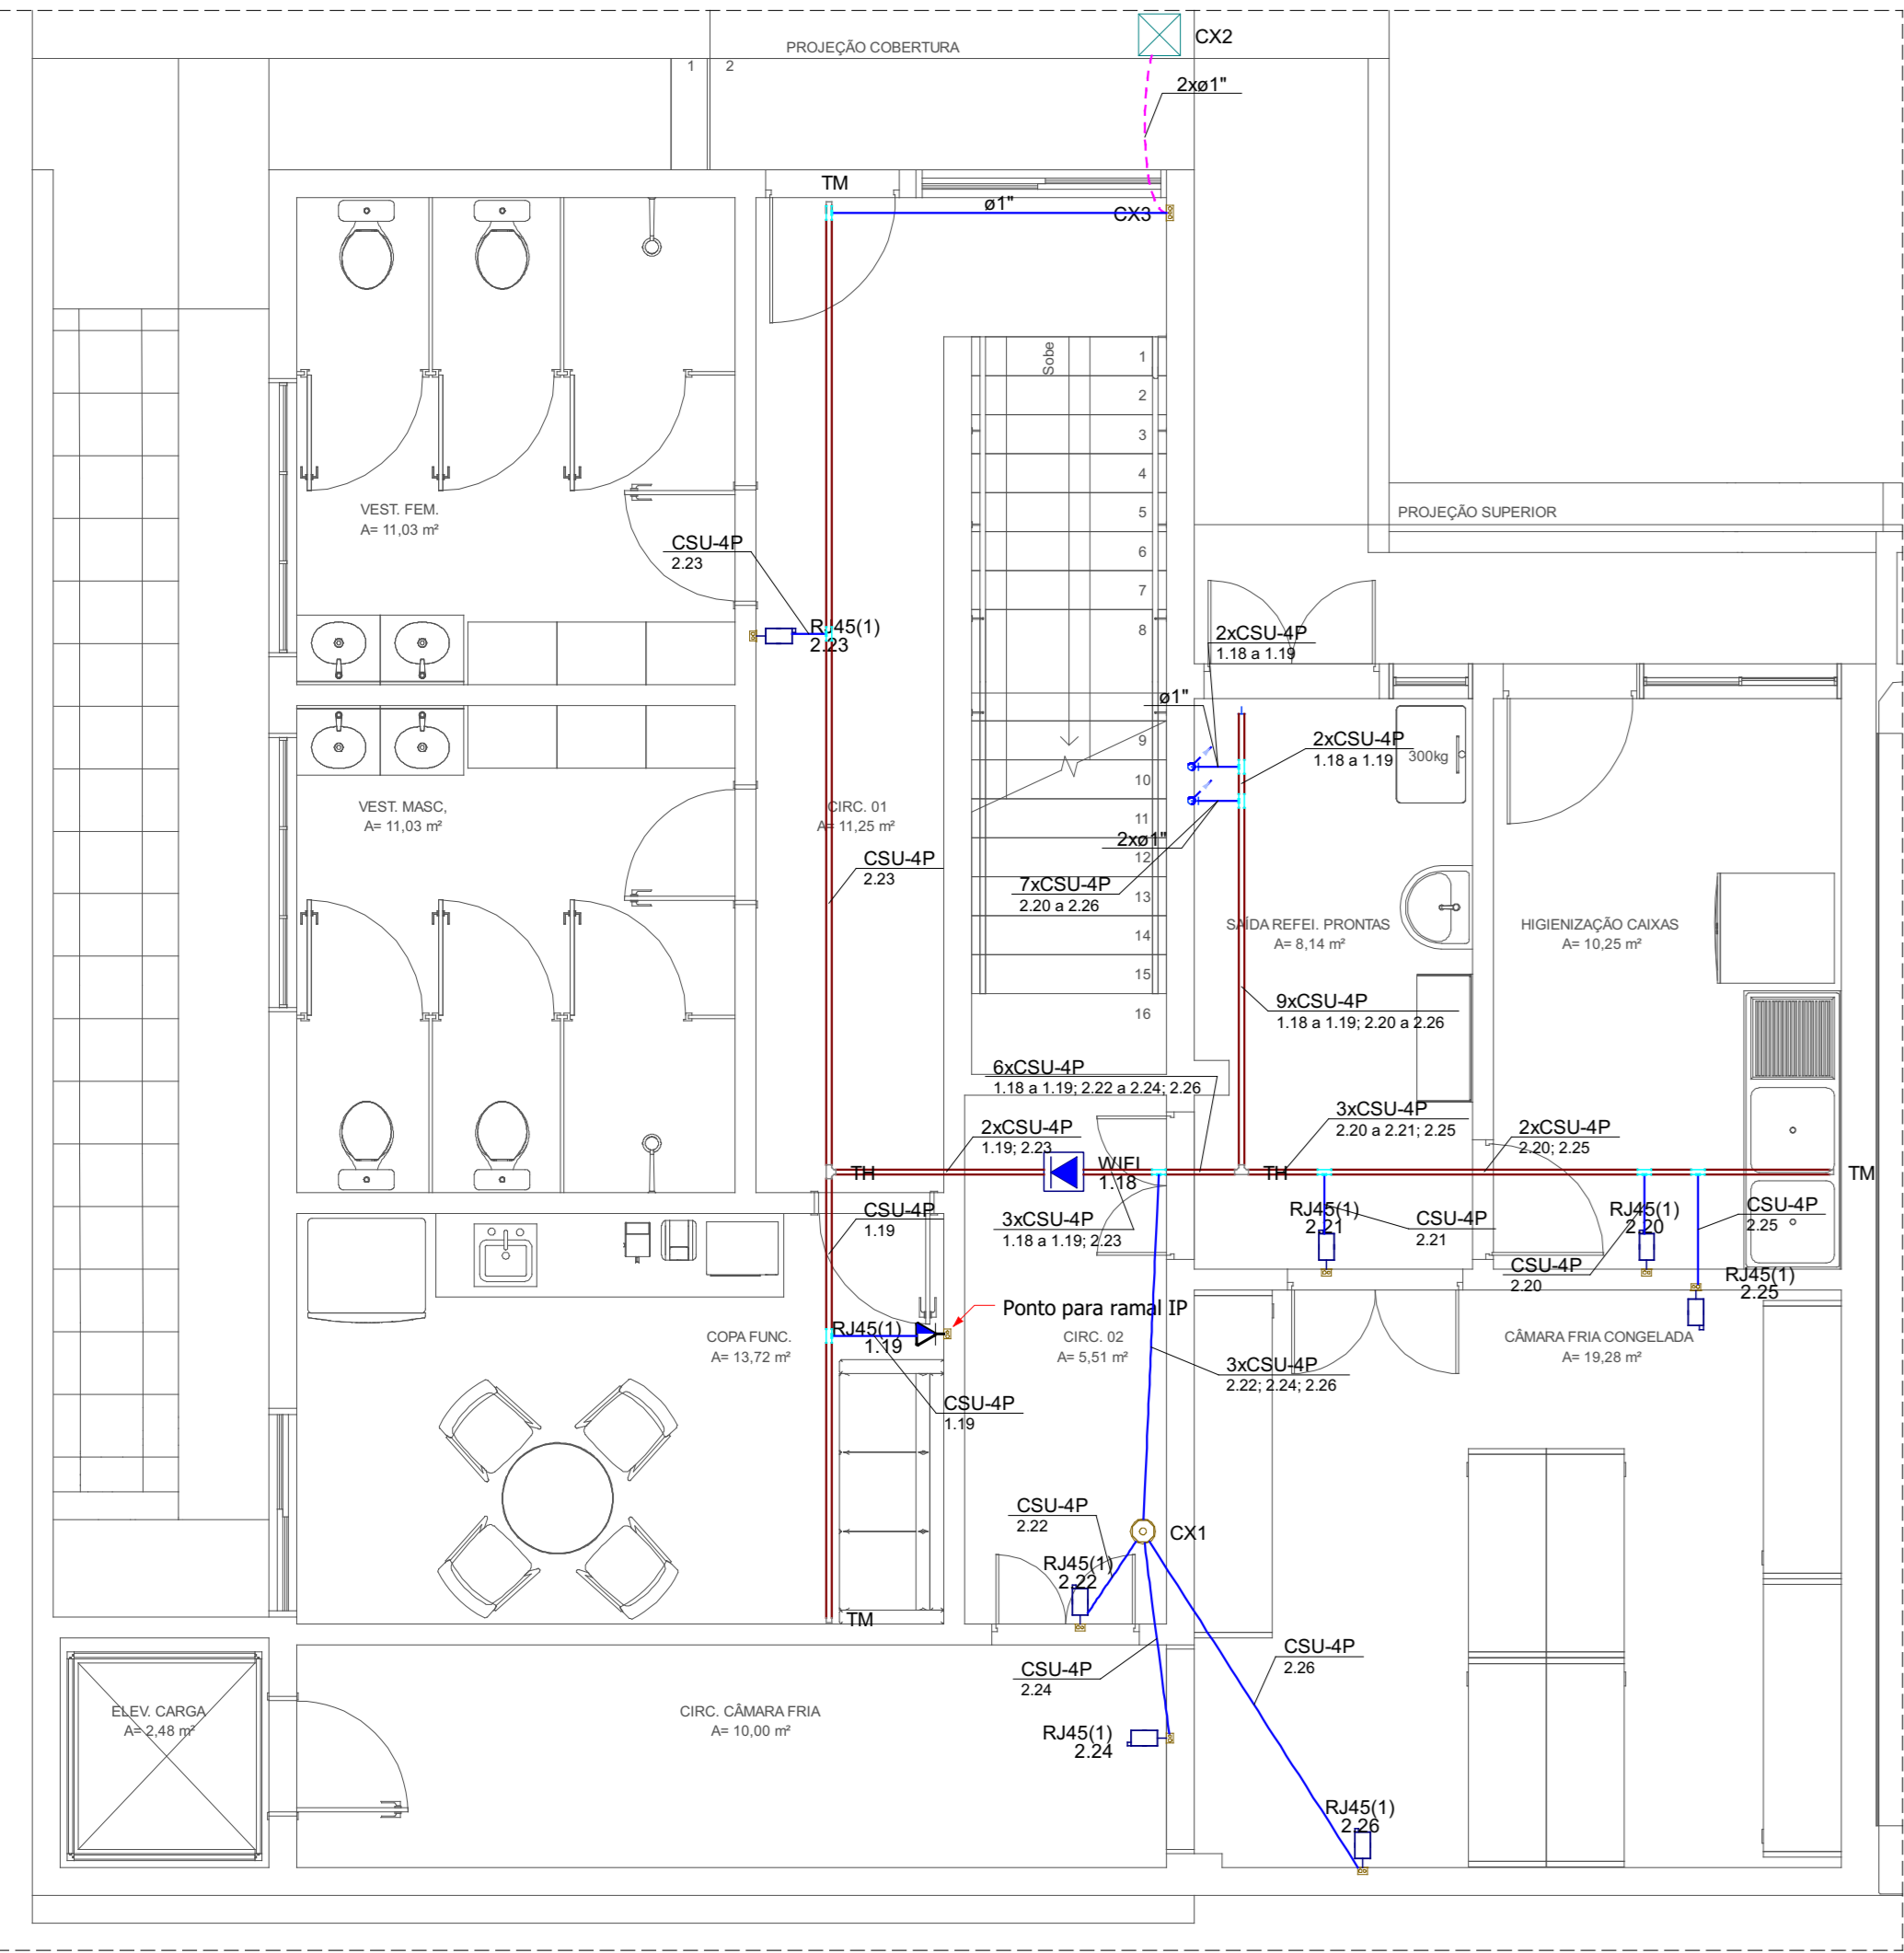 CX2
PROJEÇÃO COBERTURA
1
2
2xø1"
TM
ø1"
CX3
Sobe
1
2
3
4
5
6
7
8
9
10
11
12
13
14
15
16
VEST. FEM.
A= 11,03 m²
PROJEÇÃO SUPERIOR
CSU-4P
2.23
RJ45(1)
2.23
2xCSU-4P
1.18 a 1.19
ø1"
2xCSU-4P
1.18 a 1.19
300kg
VEST. MASC,
A= 11,03 m²
CIRC. 01
A= 11,25 m²
2xø1"
CSU-4P
2.23
7xCSU-4P
2.20 a 2.26
SAÍDA REFEI. PRONTAS
A= 8,14 m²
HIGIENIZAÇÃO CAIXAS
A= 10,25 m²
9xCSU-4P
1.18 a 1.19; 2.20 a 2.26
6xCSU-4P
1.18 a 1.19; 2.22 a 2.24; 2.26
3xCSU-4P
2.20 a 2.21; 2.25
2xCSU-4P
1.19; 2.23
2xCSU-4P
2.20; 2.25
TH
WIFI
1.18
TH
TM
CSU-4P
1.19
3xCSU-4P
1.18 a 1.19; 2.23
RJ45(1)
2.21
CSU-4P
2.21
RJ45(1)
2.20
CSU-4P
2.25
CSU-4P
2.20
RJ45(1)
2.25
Ponto para ramal IP
COPA FUNC.
A= 13,72 m²
RJ45(1)
1.19
CIRC. 02
A= 5,51 m²
CÂMARA FRIA CONGELADA
A= 19,28 m²
3xCSU-4P
2.22; 2.24; 2.26
CSU-4P
1.19
CSU-4P
2.22
CX1
RJ45(1)
2.22
TM
CSU-4P
2.26
CSU-4P
2.24
ELEV. CARGA
A= 2,48 m²
CIRC. CÂMARA FRIA
A= 10,00 m²
RJ45(1)
2.24
RJ45(1)
2.26